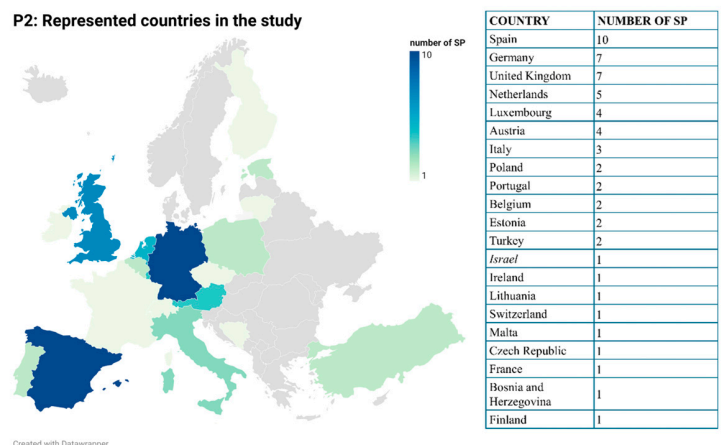 P2: Represented countries in the study
number of SP
10
1
Created with Datawrapper
COUNTRY NUMBER OF SP
Spain 10
Germany 7
United Kingdom 7
Netherlands 5
Luxembourg 4
Austria 4
Italy 3
Poland 2
Portugal 2
Belgium 2
Estonia 2
Turkey 2
Israel 1
Ireland 1
Lithuania 1
Switzerland 1
Malta 1
Czech Republic 1
France 1
Bosnia and
Herzegovina 1
Finland 1